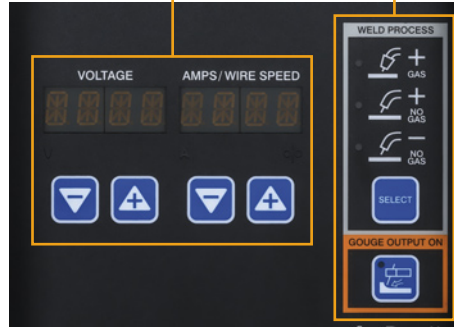 WELD PROCESS
VOLTAGE
AMPS/WIRE SPEED
+
GAS
+
NO
GAS
−
NO
GAS
−
+
−
+
SELECT
GOUGE OUTPUT ON